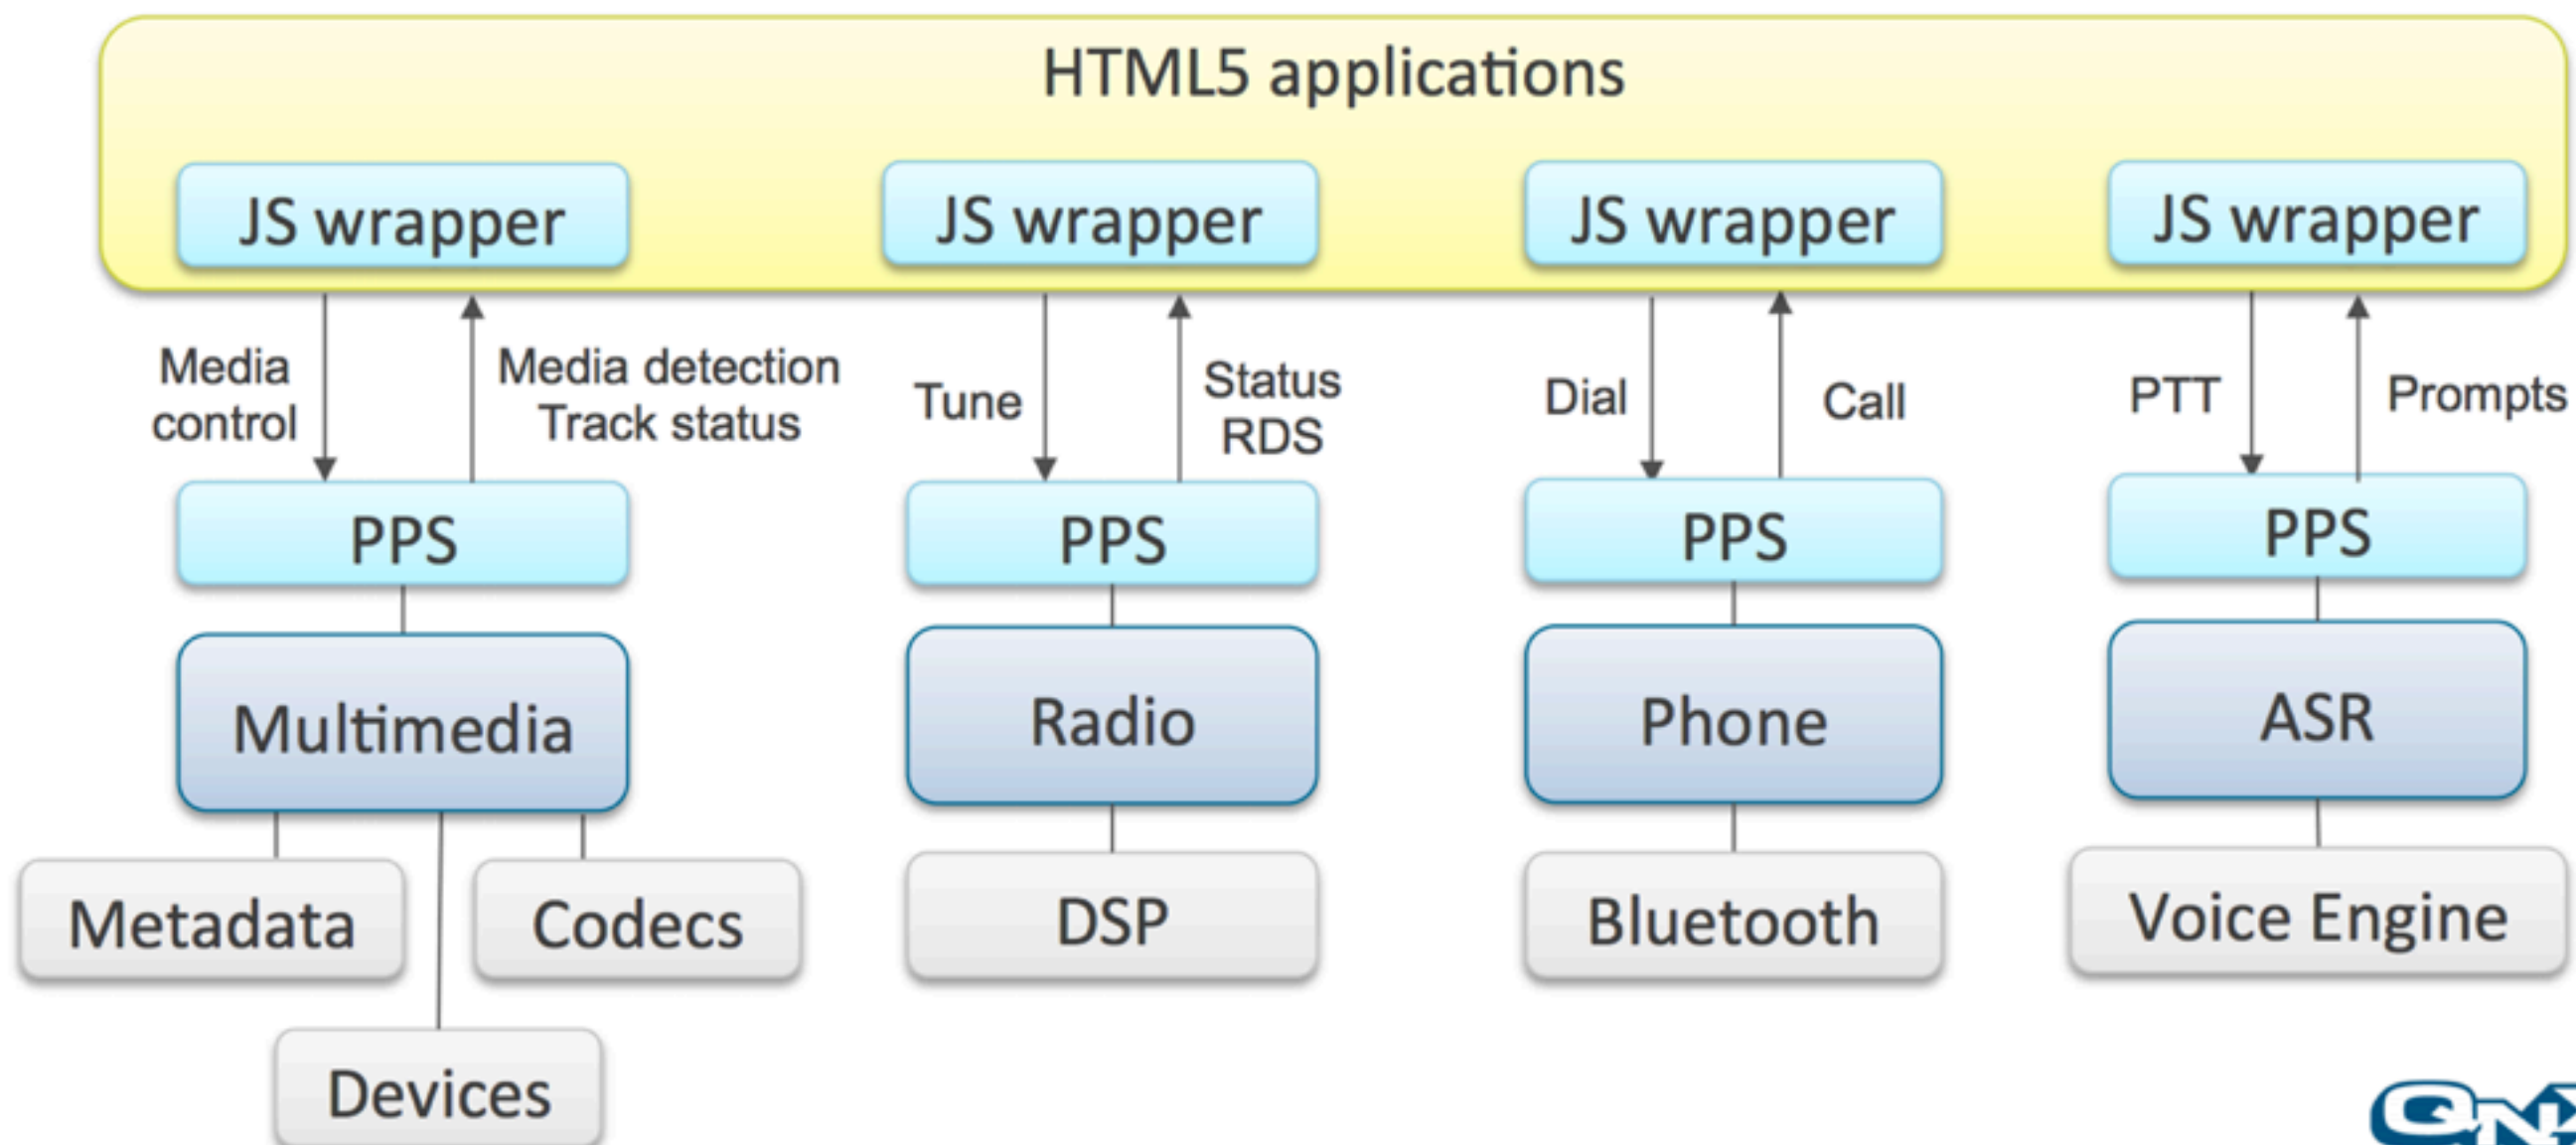 HTML5 applications
JS wrapper
JS wrapper
JS wrapper
JS wrapper
Media
control
Media detection
Track status
Tune
Status
RDS
Dial
Call
PTT
Prompts
PPS
PPS
PPS
PPS
Multimedia
Radio
Phone
ASR
Metadata
Codecs
DSP
Bluetooth
Voice Engine
Devices
QNX